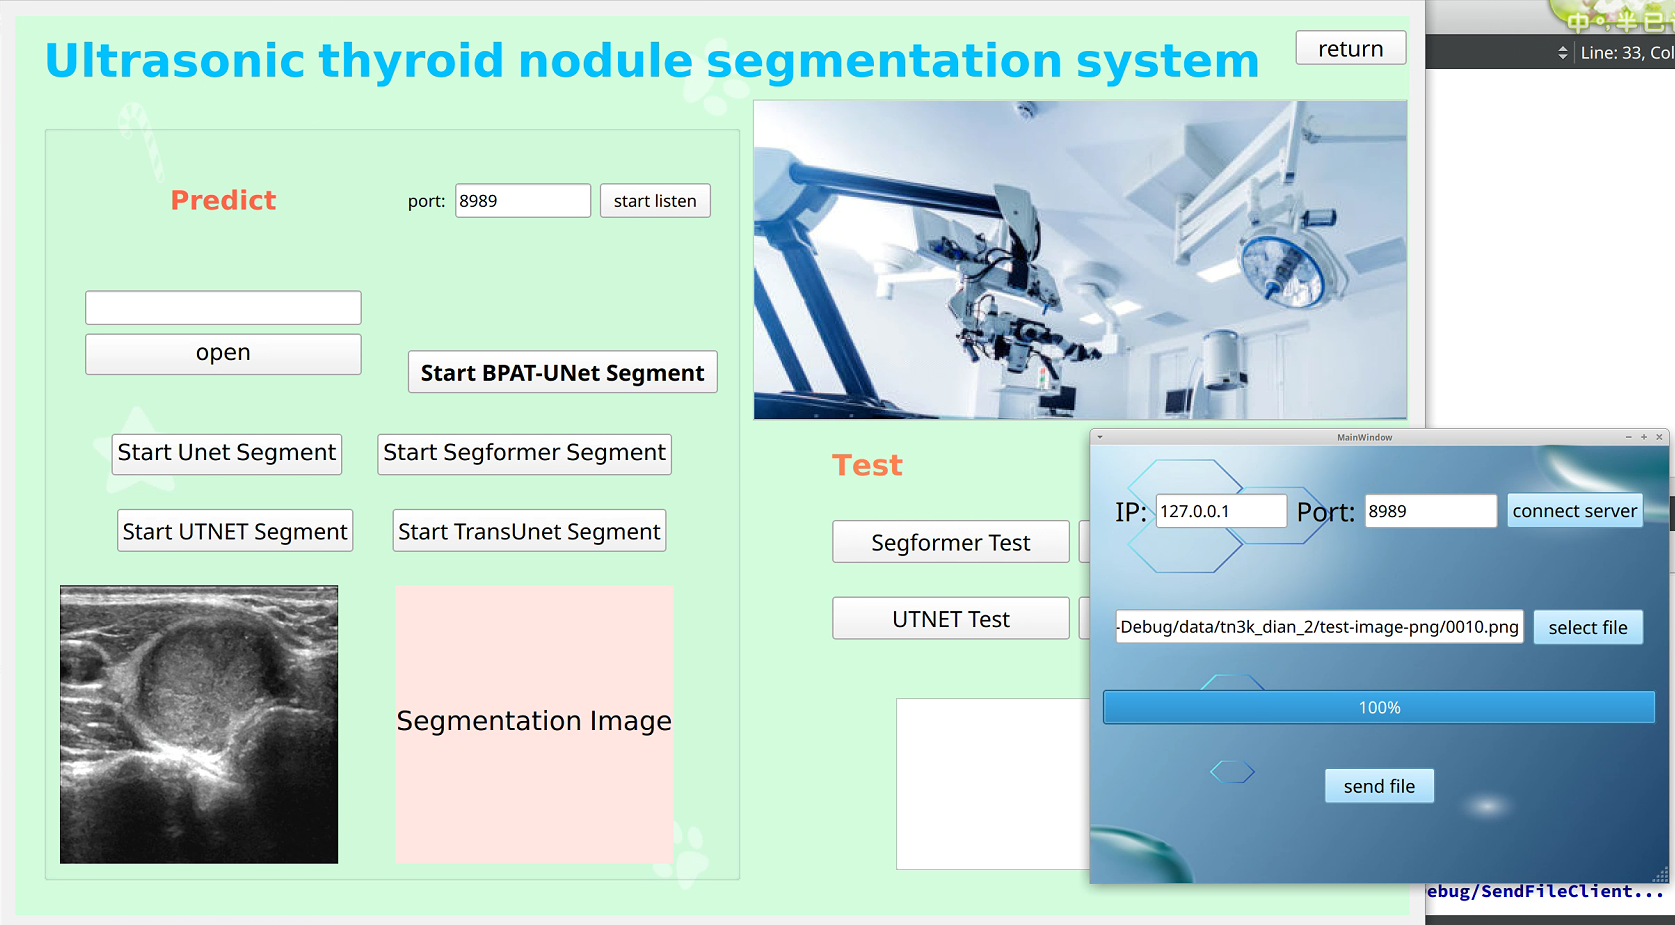 Ultrasonic thyroid nodule segmentation system
return
中
半
Line: 33, Col
Predict
port:
8989
start listen
open
Start BPAT-UNet Segment
Start Unet Segment
Start Segformer Segment
Start UTNET Segment
Start TransUnet Segment
Segmentation Image
Test
Segformer Test
UTNET Test
MainWindow
IP:
127.0.0.1
Port:
8989
connect server
-Debug/data/tn3k_dian_2/test-image-png/0010.png
select file
100%
send file
ebug/SendFileClient...